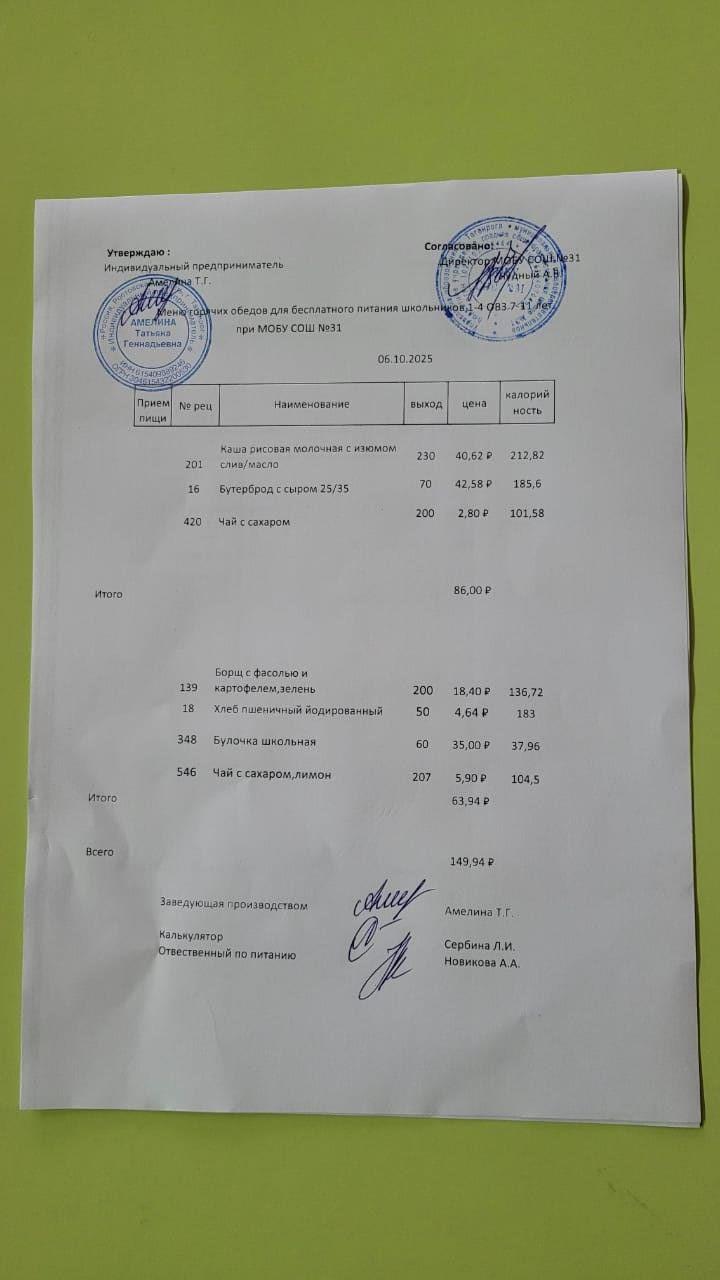 Утверждаю :
Согласовано:
Индивидуальный предприниматель
Директор МОБУ СОШ №31
Амелина Т.Г.
Меню горячих обедов для бесплатного питания школьников 1-4 ОВЗ 7-11 лет
при МОБУ СОШ №31
АМЕЛИНА
Татьяна
Геннадьевна
06.10.2025
Прием пищи № рец Наименование выход цена калорий ность
201 Каша рисовая молочная с изюмом слив/масло 230 40,62 ₽ 212,82
16 Бутерброд с сыром 25/35 70 42,58 ₽ 185,6
420 Чай с сахаром 200 2,80 ₽ 101,58
Итого 86,00 ₽
139 Борщ с фасолью и картофелем,зелень 200 18,40 ₽ 136,72
18 Хлеб пшеничный йодированный 50 4,64 ₽ 183
348 Булочка школьная 60 35,00 ₽ 37,96
546 Чай с сахаром,лимон 207 5,90 ₽ 104,5
Итого 63,94 ₽
Всего 149,94 ₽
Заведующая производством Амелина Т.Г.
Калькулятор Сербина Л.И.
Отвественный по питанию Новикова А.А.